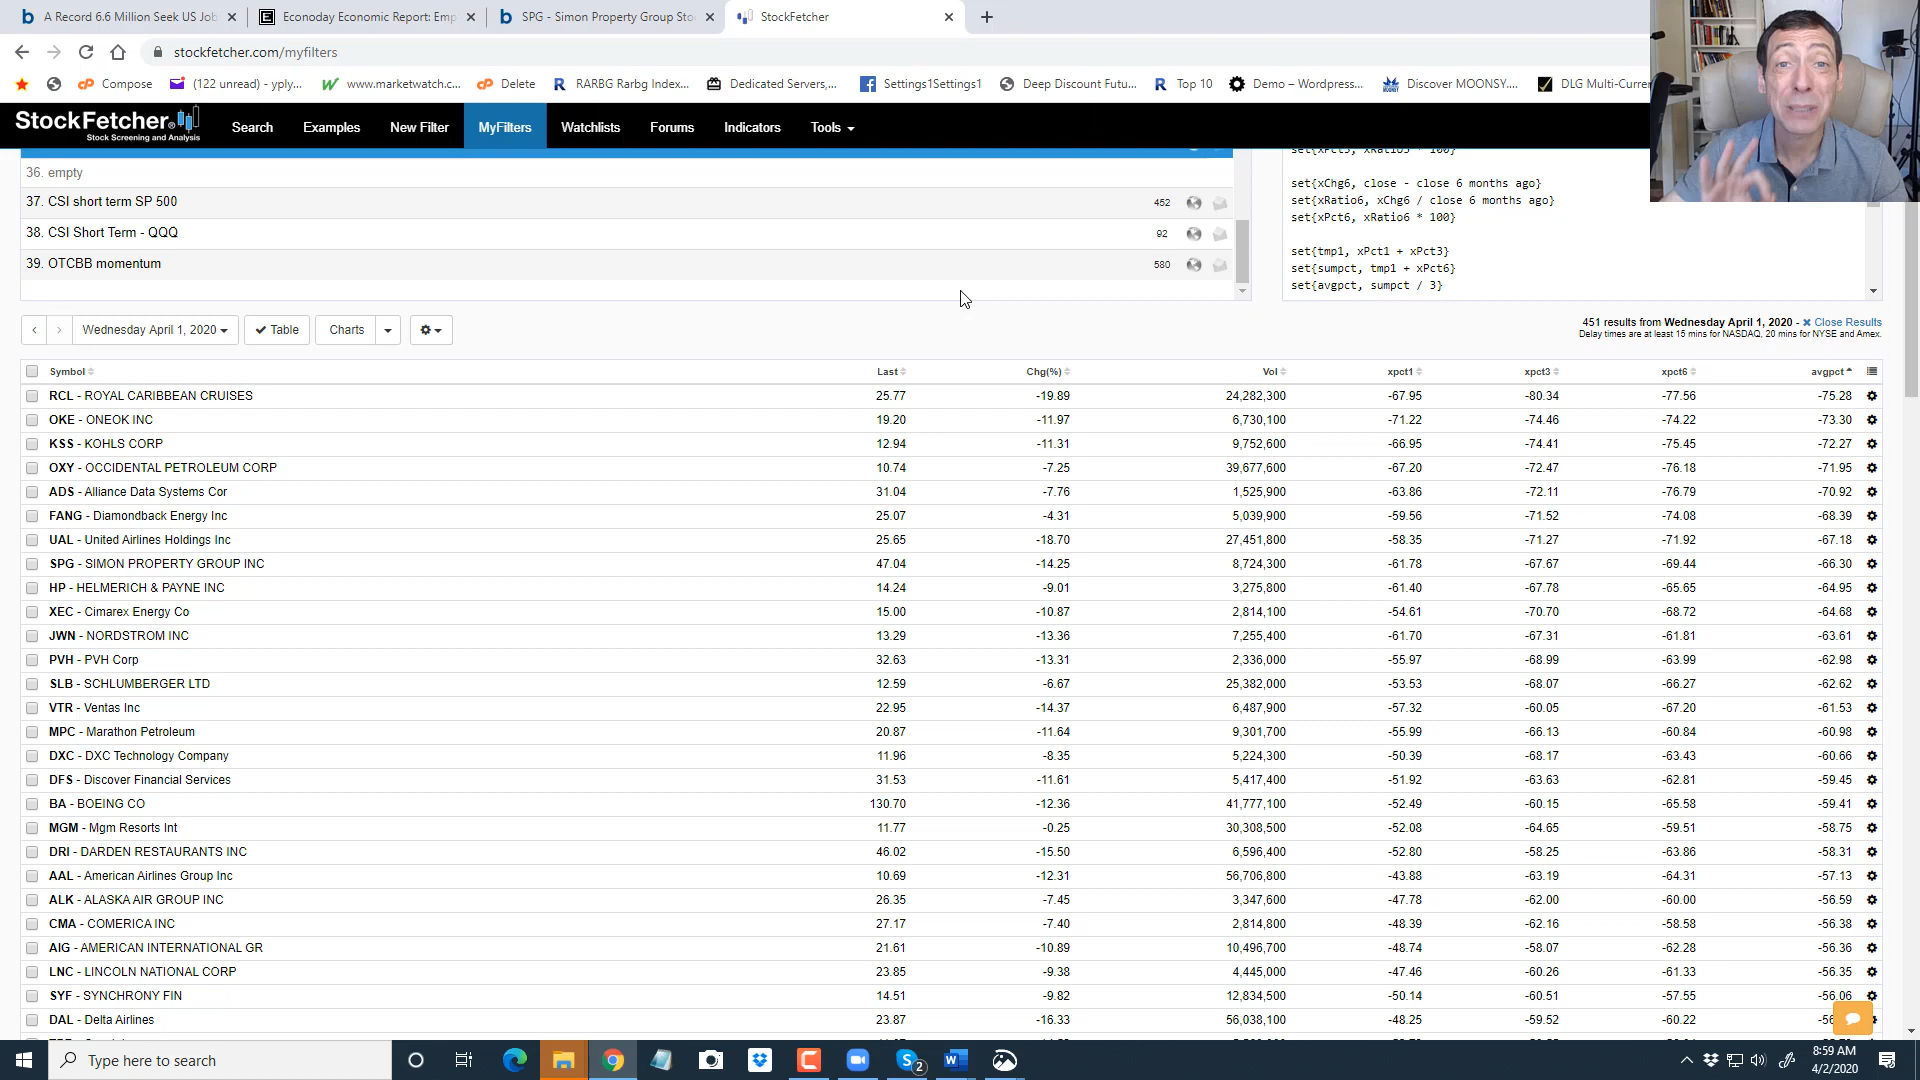 A Record 6.6 Million Seek US Job
Econoday Economic Report: Emp
SPG - Simon Property Group Sto
StockFetcher
stockfetcher.com/myfilters
Compose
(122 unread) - yply...
www.marketwatch.c...
Delete
RARBG Rarbg Index...
Dedicated Servers,...
Settings1Settings1
Deep Discount Futu...
Top 10
Demo – Wordpress...
Discover MOONSY....
DLG Multi-Curren
StockFetcher
Stock Screening and Analysis
Search
Examples
New Filter
MyFilters
Watchlists
Forums
Indicators
Tools
36. empty
37. CSI short term SP 500 452
38. CSI Short Term - QQQ 92
39. OTCBB momentum 580
set{xPct3, xRatio3 * 100}
set{xChg6, close - close 6 months ago}
set{xRatio6, xChg6 / close 6 months ago}
set{xPct6, xRatio6 * 100}
set{tmp1, xPct1 + xPct3}
set{sumpct, tmp1 + xPct6}
set{avgpct, sumpct / 3}
Wednesday April 1, 2020
Table
Charts
451 results from Wednesday April 1, 2020 - Close Results
Delay times are at least 15 mins for NASDAQ, 20 mins for NYSE and Amex.
Symbol Last Chg(%) Vol xpct1 xpct3 xpct6 avgpct
RCL - ROYAL CARIBBEAN CRUISES 25.77 -19.89 24,282,300 -67.95 -80.34 -77.56 -75.28
OKE - ONEOK INC 19.20 -11.97 6,730,100 -71.22 -74.46 -74.22 -73.30
KSS - KOHLS CORP 12.94 -11.31 9,752,600 -66.95 -74.41 -75.45 -72.27
OXY - OCCIDENTAL PETROLEUM CORP 10.74 -7.25 39,677,600 -67.20 -72.47 -76.18 -71.95
ADS - Alliance Data Systems Cor 31.04 -7.76 1,525,900 -63.86 -72.11 -76.79 -70.92
FANG - Diamondback Energy Inc 25.07 -4.31 5,039,900 -59.56 -71.52 -74.08 -68.39
UAL - United Airlines Holdings Inc 25.65 -18.70 27,451,800 -58.35 -71.27 -71.92 -67.18
SPG - SIMON PROPERTY GROUP INC 47.04 -14.25 8,724,300 -61.78 -67.67 -69.44 -66.30
HP - HELMERICH & PAYNE INC 14.24 -9.01 3,275,800 -61.40 -67.78 -65.65 -64.95
XEC - Cimarex Energy Co 15.00 -10.87 2,814,100 -54.61 -70.70 -68.72 -64.68
JWN - NORDSTROM INC 13.29 -13.36 7,255,400 -61.70 -67.31 -61.81 -63.61
PVH - PVH Corp 32.63 -13.31 2,336,000 -55.97 -68.99 -63.99 -62.98
SLB - SCHLUMBERGER LTD 12.59 -6.67 25,382,000 -53.53 -68.07 -66.27 -62.62
VTR - Ventas Inc 22.95 -14.37 6,487,900 -57.32 -60.05 -67.20 -61.53
MPC - Marathon Petroleum 20.87 -11.64 9,301,700 -55.99 -66.13 -60.84 -60.98
DXC - DXC Technology Company 11.96 -8.35 5,224,300 -50.39 -68.17 -63.43 -60.66
DFS - Discover Financial Services 31.53 -11.61 5,417,400 -51.92 -63.63 -62.81 -59.45
BA - BOEING CO 130.70 -12.36 41,777,100 -52.49 -60.15 -65.58 -59.41
MGM - Mgm Resorts Int 11.77 -0.25 30,308,500 -52.08 -64.65 -59.51 -58.75
DRI - DARDEN RESTAURANTS INC 46.02 -15.50 6,596,400 -52.80 -58.25 -63.86 -58.31
AAL - American Airlines Group Inc 10.69 -12.31 56,706,800 -43.88 -63.19 -64.31 -57.13
ALK - ALASKA AIR GROUP INC 26.35 -7.45 3,347,600 -47.78 -62.00 -60.00 -56.59
CMA - COMERICA INC 27.17 -7.40 2,814,800 -48.39 -62.16 -58.58 -56.38
AIG - AMERICAN INTERNATIONAL GR 21.61 -10.89 10,496,700 -48.74 -58.07 -62.28 -56.36
LNC - LINCOLN NATIONAL CORP 23.85 -9.38 4,445,000 -47.46 -60.26 -61.33 -56.35
SYF - SYNCHRONY FIN 14.51 -9.82 12,834,500 -50.14 -60.51 -57.55 -56.06
DAL - Delta Airlines 23.87 -16.33 56,038,100 -48.25 -59.52 -60.22
Type here to search
2
8:59 AM
4/2/2020